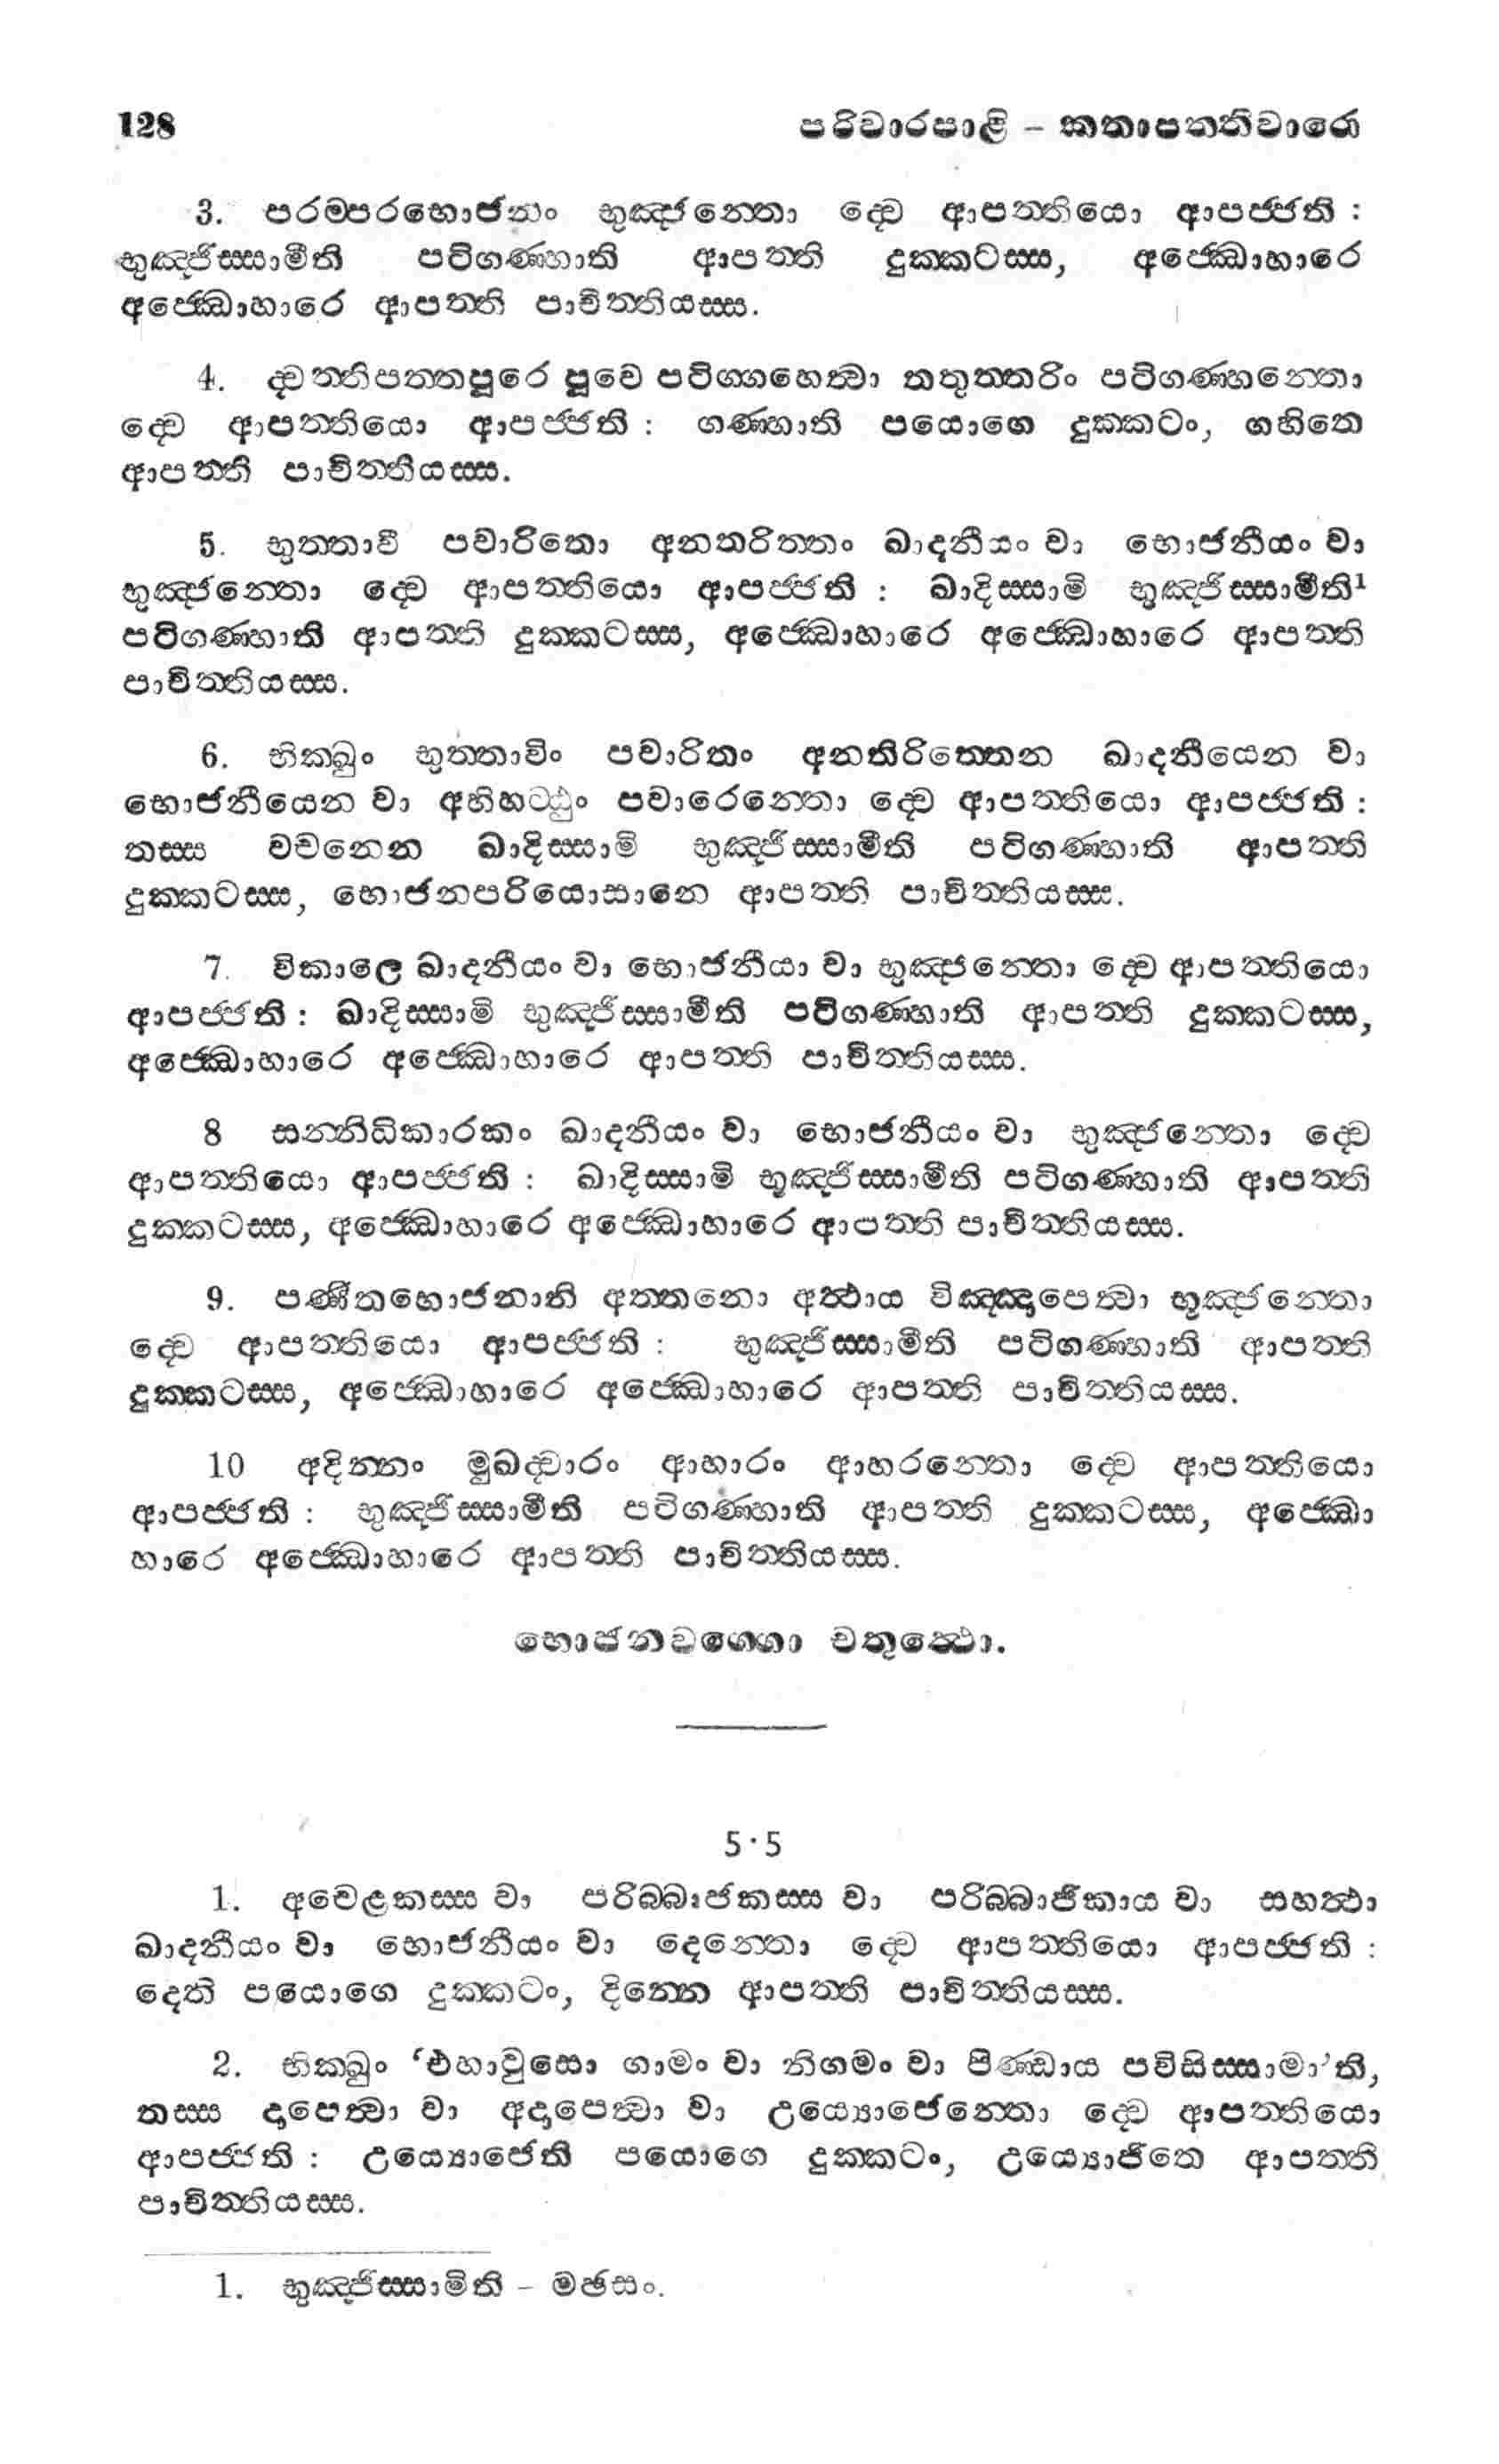 128 පරිවාරපාළි – කතාපත්තිවාරො
3. පරම්පරභොජනං භුඤ්ජන්තො ද්වෙ ආපත්තියො ආපජ්ජති :
භුඤ්ජිස්සාමීති පටිගණ්හාති ආපත්ති දුක්කටස්ස, අජ්ඣොහාරෙ
අජ්ඣොහාරෙ ආපත්ති පාචිත්තියස්ස.
4. ද්වත්තිපත්තපූරෙ පූවෙ පටිග්ගහෙත්වා තතුත්තරිං පටිගණ්හන්තො
ද්වෙ ආපත්තියො ආපජ්ජති : ගණ්හාති පයොගෙ දුක්කටං, ගහිතෙ
ආපත්ති පාචිත්තියස්ස.
5. භුත්තාවී පවාරිතො අනතරිත්තං ඛාදනීයං වා භොජනීයං වා
භුඤ්ජන්තො ද්වෙ ආපත්තියො ආපජ්ජති : ඛාදිස්සාමි භුඤ්ජිස්සාමීති¹
පටිගණ්හාති ආපත්ති දුක්කටස්ස, අජ්ඣොහාරෙ අජ්ඣොහාරෙ ආපත්ති
පාචිත්තියස්ස.
6. භික්ඛුං භුත්තාවිං පවාරිතං අනතිරිත්තෙන ඛාදනීයෙන වා
භොජනීයෙන වා අභිහට්ඨුං පවාරෙන්තො ද්වෙ ආපත්තියො ආපජ්ජති :
තස්ස වචනෙන ඛාදිස්සාමි භුඤ්ජිස්සාමීති පටිගණ්හාති ආපත්ති
දුක්කටස්ස, භොජනපරියොසානෙ ආපත්ති පාචිත්තියස්ස.
7. විකාලෙ ඛාදනීයං වා භොජනීයා වා භුඤ්ජන්තො ද්වෙ ආපත්තියො
ආපජ්ජති : ඛාදිස්සාමි භුඤ්ජිස්සාමීති පටිගණ්හාති ආපත්ති දුක්කටස්ස,
අජ්ඣොහාරෙ අජ්ඣොහාරෙ ආපත්ති පාචිත්තියස්ස.
8 සන්නිධිකාරකං ඛාදනීයං වා භොජනීයං වා භුඤ්ජන්තො ද්වෙ
ආපත්තියො ආපජ්ජති : ඛාදිස්සාමි භූඤ්ජිස්සාමීති පටිගණ්හාති ආපත්ති
දුක්කටස්ස, අජ්ඣොහාරෙ අජ්ඣොහාරෙ ආපත්ති පාචිත්තියස්ස.
9. පණීතභොජනානි අත්තනො අත්ථාය විඤ්ඤාපෙත්වා භූඤ්ජන්තො
ද්වෙ ආපත්තියො ආපජ්ජති : භුඤ්ජිස්සාමීති පටිගණ්හාති ආපත්ති
දුක්කටස්ස, අජ්ඣොහාරෙ අජ්ඣොහාරෙ ආපත්ති පාචිත්තියස්ස.
10 අදින්නං මුඛද්වාරං ආහාරං ආහරන්තො ද්වෙ ආපත්තියො
ආපජ්ජති : භුඤ්ජිස්සාමීති පටිගණ්හාති ආපත්ති දුක්කටස්ස, අජ්ඣො
හාරෙ අජ්ඣොහාරෙ ආපත්ති පාචිත්තියස්ස.
භොජනවග්ගො චතුත්ථො.
5·5
1. අචෙළකස්ස වා පරිබ්බාජකස්ස වා පරිබ්බාජිකාය වා සහත්ථා
ඛාදනීයං වා භොජනීයං වා දෙන්තො ද්වෙ ආපත්තියො ආපජ්ජති :
දෙති පයොගෙ දුක්කටං, දින්නෙ ආපත්ති පාචිත්තියස්ස.
2. භික්ඛුං ‘එහාවුසො ගාමං වා නිගමං වා පිණ්ඩාය පවිසිස්සාමා’ති,
තස්ස දාපෙත්වා වා අදාපෙත්වා වා උය්යොජෙන්තො ද්වෙ ආපත්තියො
ආපජ්ජති : උය්යොජෙති පයොගෙ දුක්කටං, උය්යොජිතෙ ආපත්ති
පාචිත්තියස්ස.
1. භුඤ්ජිස්සාමිති – මඡසං.